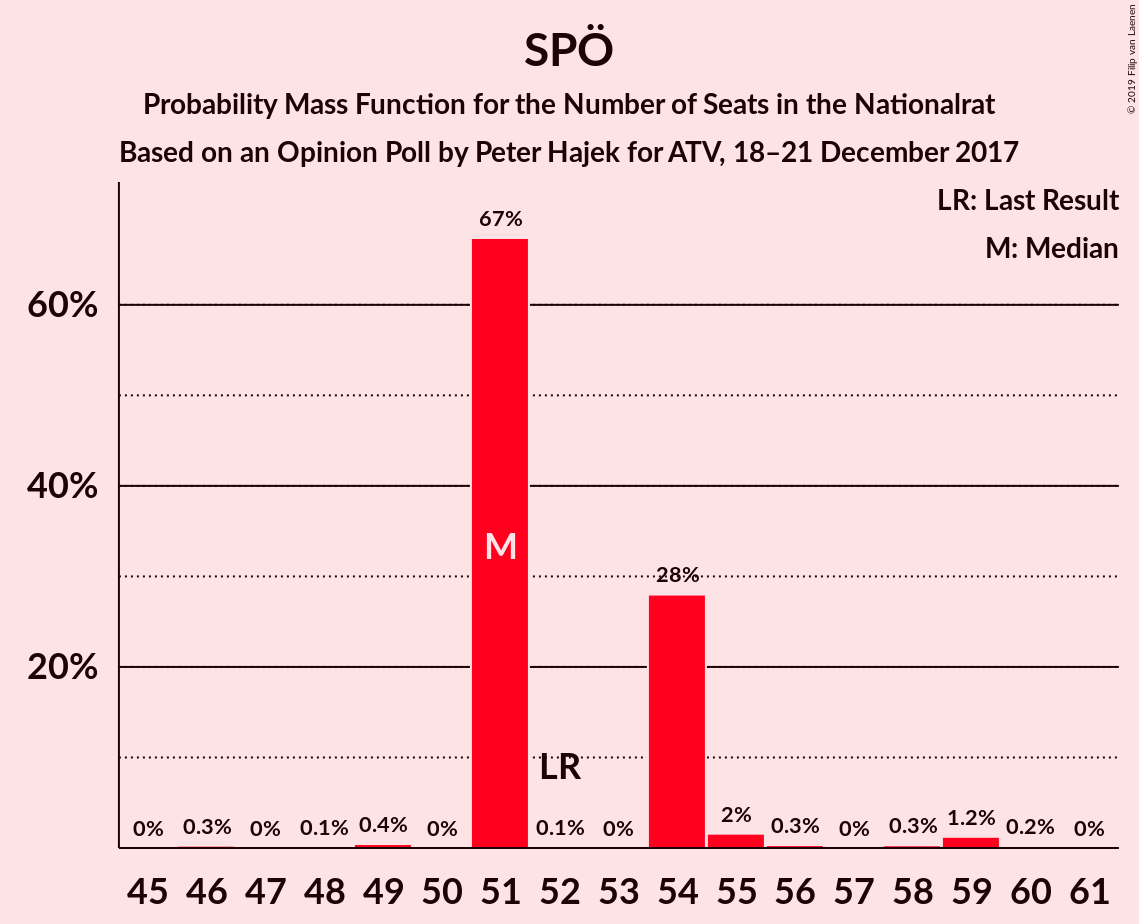 SPÖ
Probability Mass Function for the Number of Seats in the Nationalrat
Based on an Opinion Poll by Peter Hajek for ATV, 18–21 December 2017
© 2019 Filip van Laenen
LR: Last Result
M: Median
67%
60%
40%
M
28%
20%
LR
0% 0.3% 0% 0.1% 0.4% 0% 0.1% 0% 2% 0.3% 0% 0.3% 1.2% 0.2% 0%
45 46 47 48 49 50 51 52 53 54 55 56 57 58 59 60 61